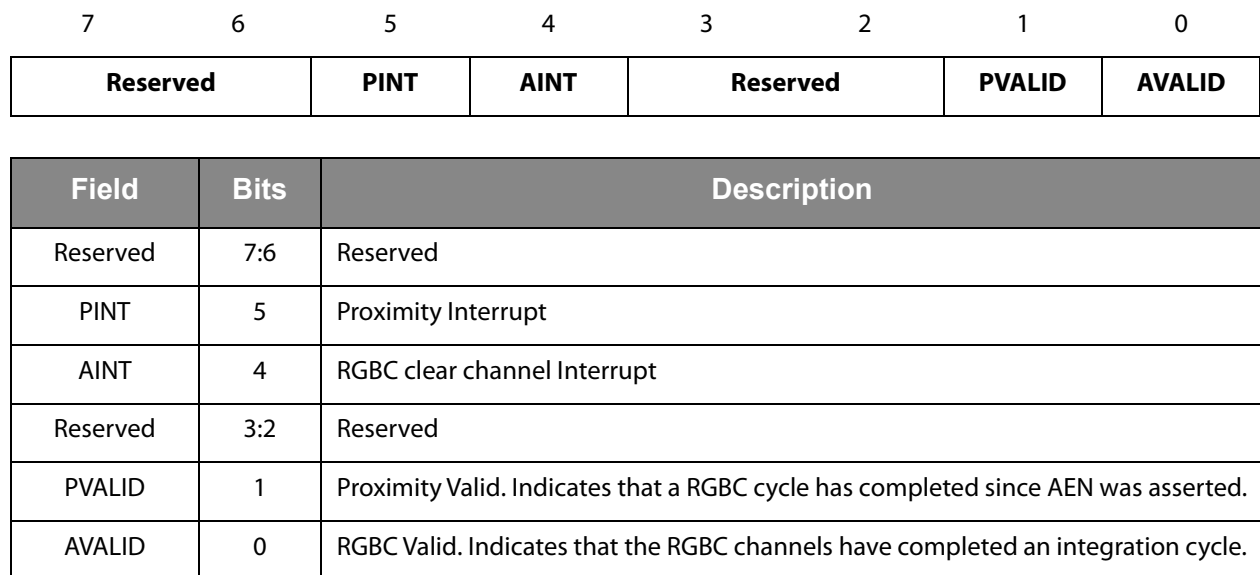 7 6 5 4 3 2 1 0
Reserved PINT AINT Reserved PVALID AVALID
Field Bits Description
Reserved 7:6 Reserved
PINT 5 Proximity Interrupt
AINT 4 RGBC clear channel Interrupt
Reserved 3:2 Reserved
PVALID 1 Proximity Valid. Indicates that a RGBC cycle has completed since AEN was asserted.
AVALID 0 RGBC Valid. Indicates that the RGBC channels have completed an integration cycle.